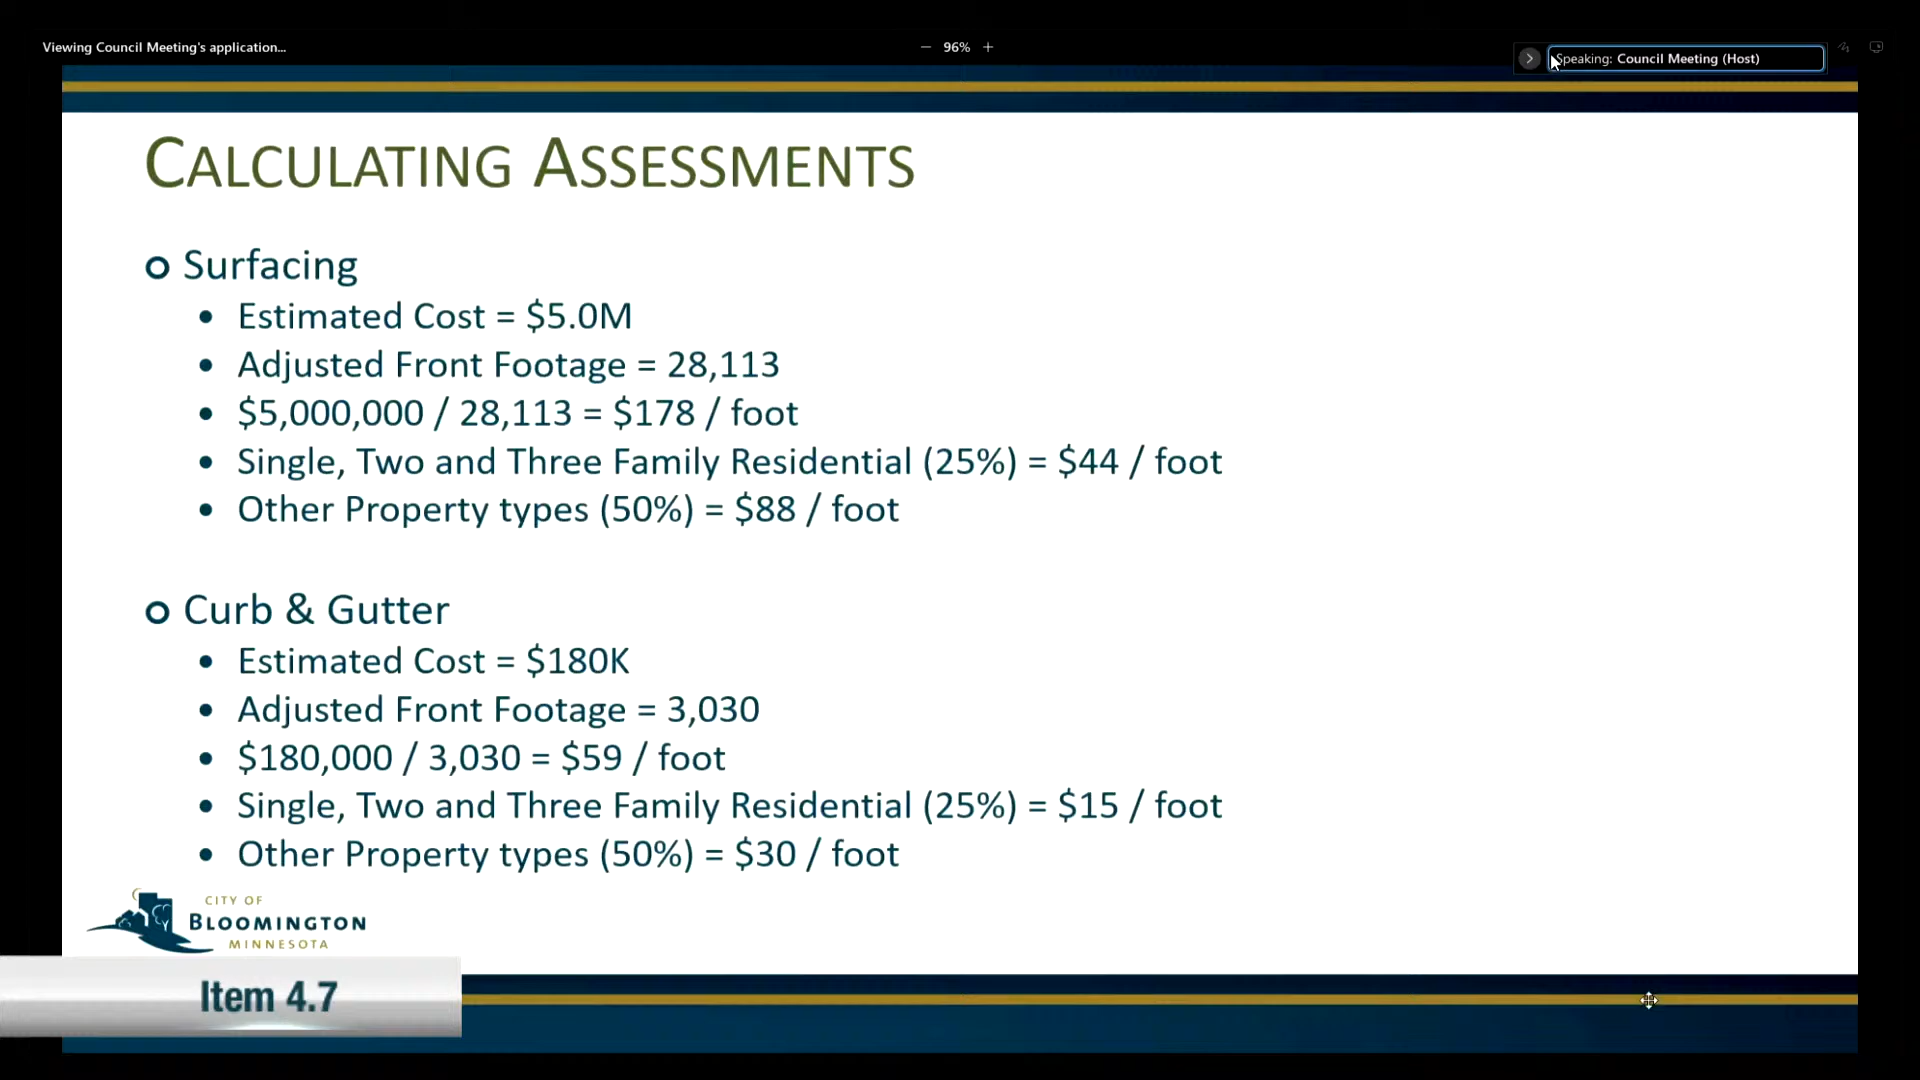 Viewing Council Meeting's application...
96%
Speaking: Council Meeting (Host)
CALCULATING ASSESSMENTS
Surfacing
Estimated Cost = $5.0M
Adjusted Front Footage = 28,113
$5,000,000 / 28,113 = $178 / foot
Single, Two and Three Family Residential (25%) = $44 / foot
Other Property types (50%) = $88 / foot
Curb & Gutter
Estimated Cost = $180K
Adjusted Front Footage = 3,030
$180,000 / 3,030 = $59 / foot
Single, Two and Three Family Residential (25%) = $15 / foot
Other Property types (50%) = $30 / foot
CITY OF
BLOOMINGTON
MINNESOTA
Item 4.7